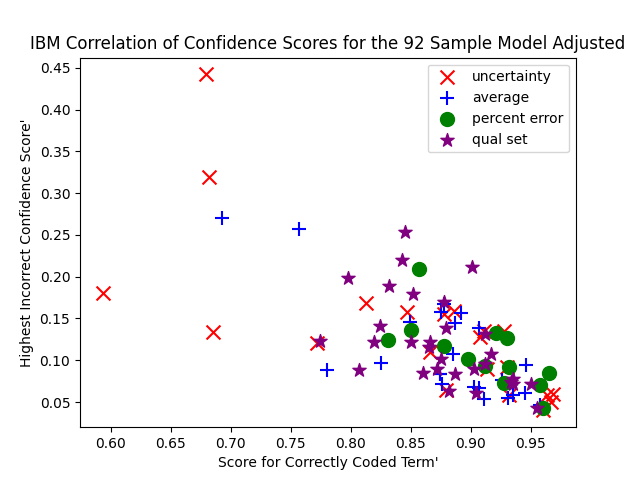 IBM Correlation of Confidence Scores for the 92 Sample Model Adjusted
uncertainty
average
percent error
qual set
Highest Incorrect Confidence Score'
0.45
0.40
0.35
0.30
0.25
0.20
0.15
0.10
0.05
0.60 0.65 0.70 0.75 0.80 0.85 0.90 0.95
Score for Correctly Coded Term'